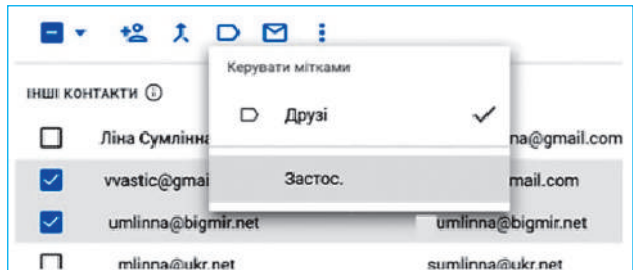 Керувати мітками
ІНШІ КОНТАКТИ
Друзі
Ліна Сумлінна
na@gmail.com
Застос.
vvastic@gmai
mail.com
umlinna@bigmir.net
umlinna@bigmir.net
mlinna@ukr.net
sumlinna@ukr.net